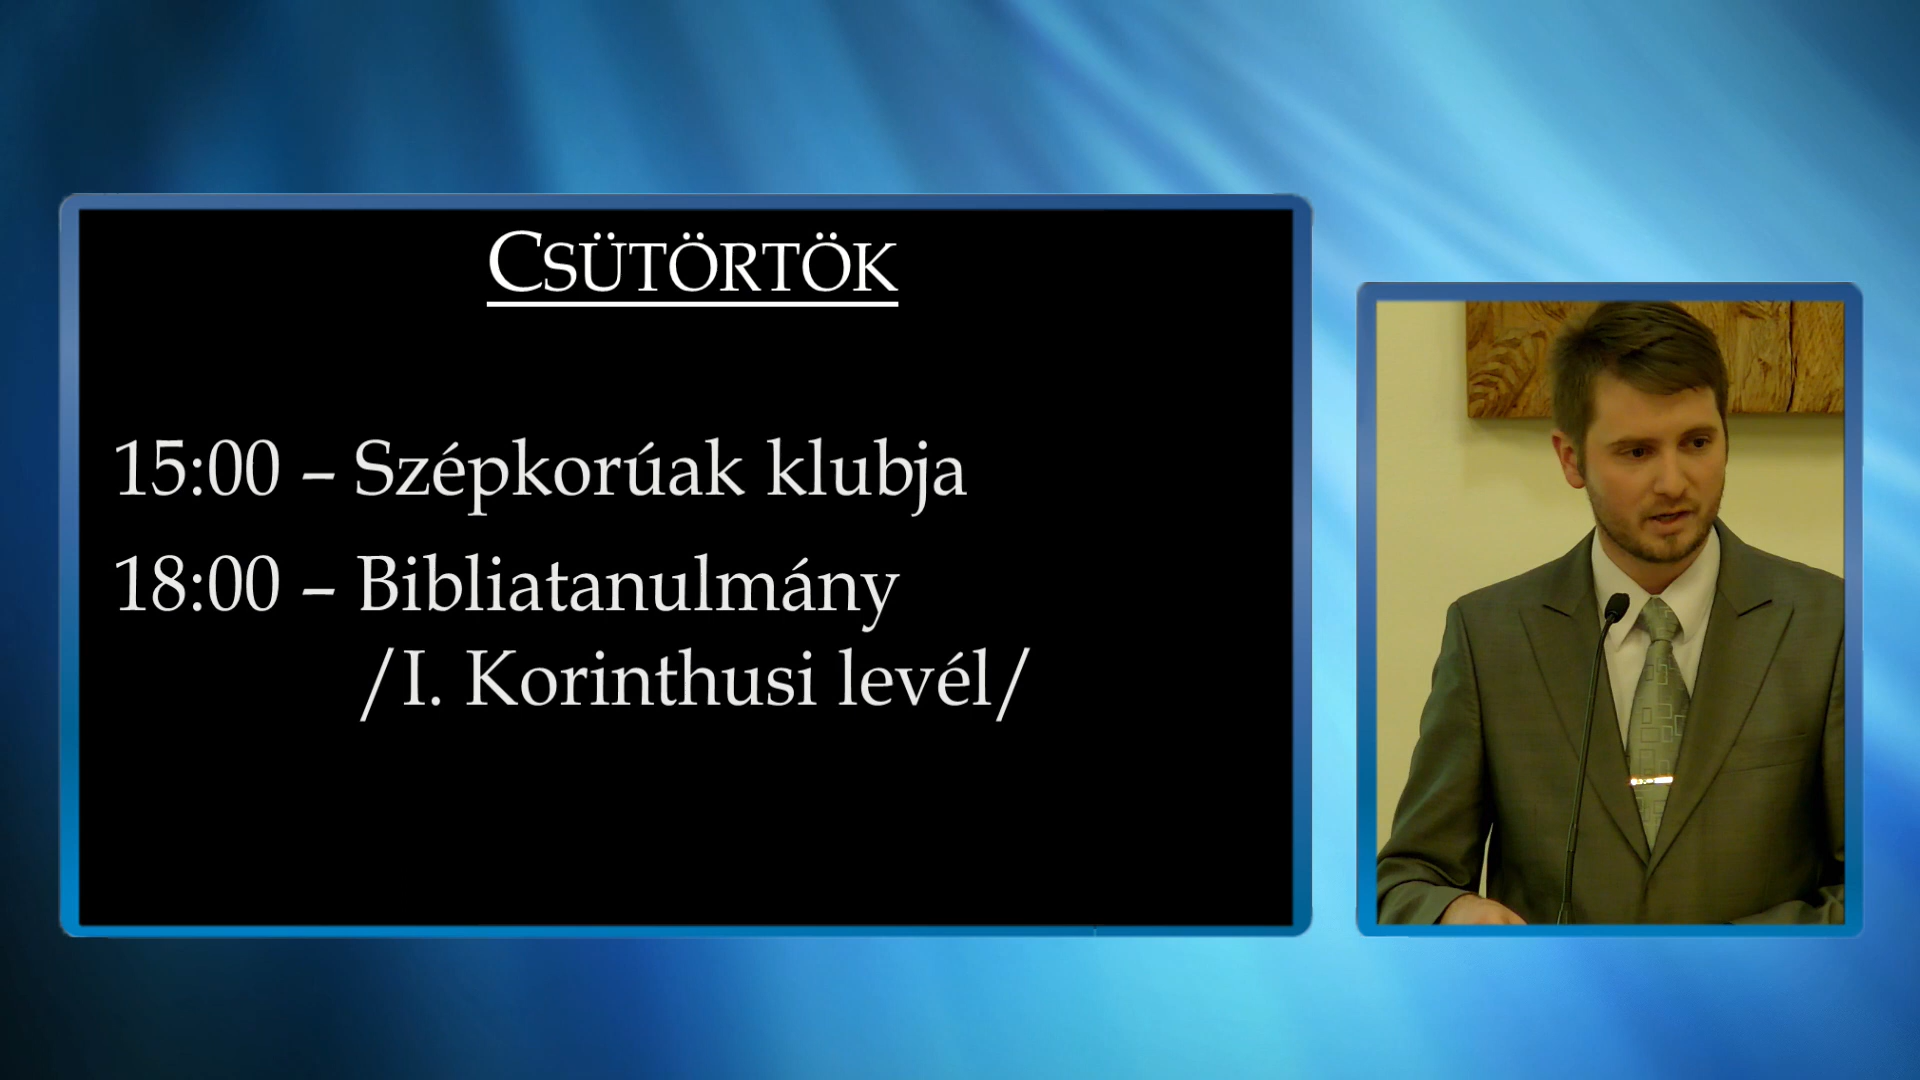 CSÜTÖRTÖK
15:00 – Szépkorúak klubja
18:00 – Bibliatanulmány
/I. Korinthusi levél/